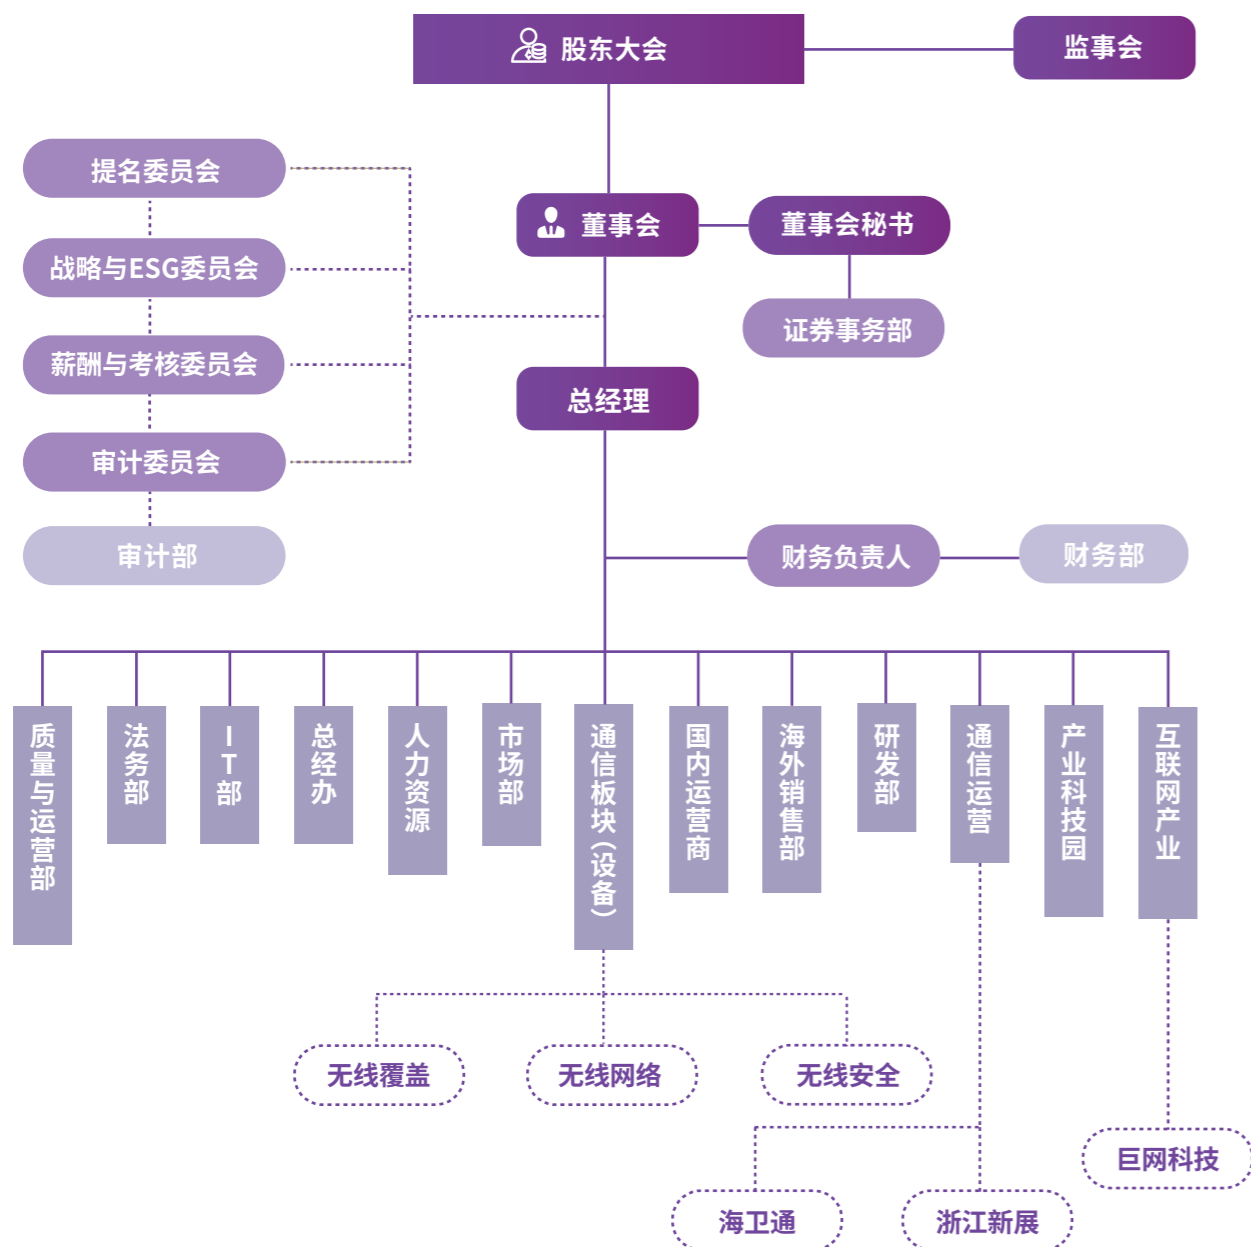 股东大会
监事会
提名委员会
董事会
董事会秘书
战略与ESG委员会
证券事务部
薪酬与考核委员会
总经理
审计委员会
审计部
财务负责人
财务部
质量与运营部
法务部
IT部
总经办
人力资源
市场部
通信板块（设备）
国内运营商
海外销售部
研发部
通信运营
产业科技园
互联网产业
无线覆盖
无线网络
无线安全
巨网科技
海卫通
浙江新展